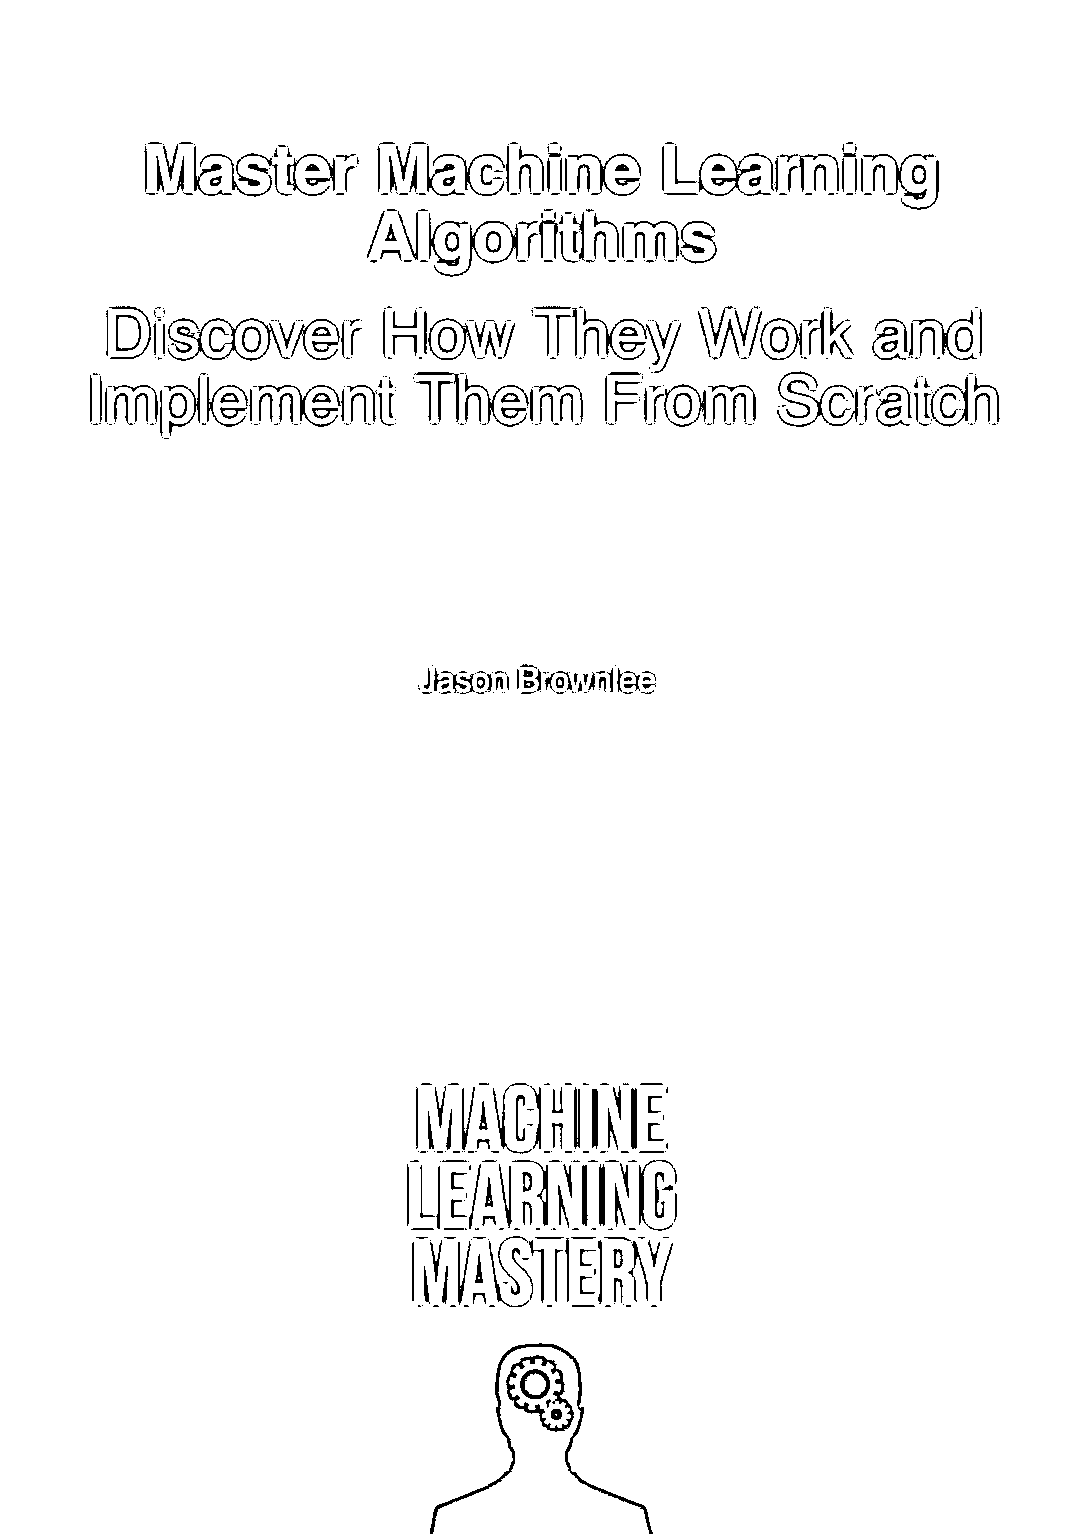 Master Machine Learning
Algorithms
Discover How They Work and
Implement Them From Scratch
Jason Brownlee
MACHINE
LEARNING
MASTERY